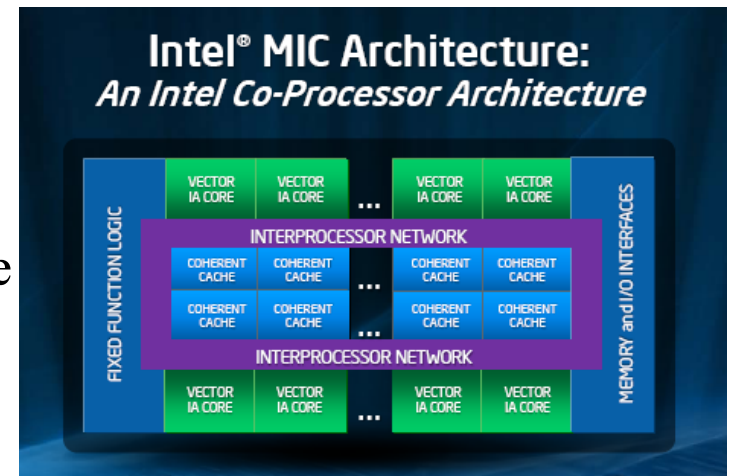 Intel® MIC Architecture:
An Intel Co-Processor Architecture
FIXED FUNCTION LOGIC
VECTOR IA CORE
VECTOR IA CORE
...
VECTOR IA CORE
VECTOR IA CORE
INTERPROCESSOR NETWORK
COHERENT CACHE
COHERENT CACHE
...
COHERENT CACHE
COHERENT CACHE
e
COHERENT CACHE
COHERENT CACHE
...
COHERENT CACHE
COHERENT CACHE
INTERPROCESSOR NETWORK
VECTOR IA CORE
VECTOR IA CORE
...
VECTOR IA CORE
VECTOR IA CORE
MEMORY and I/O INTERFACES